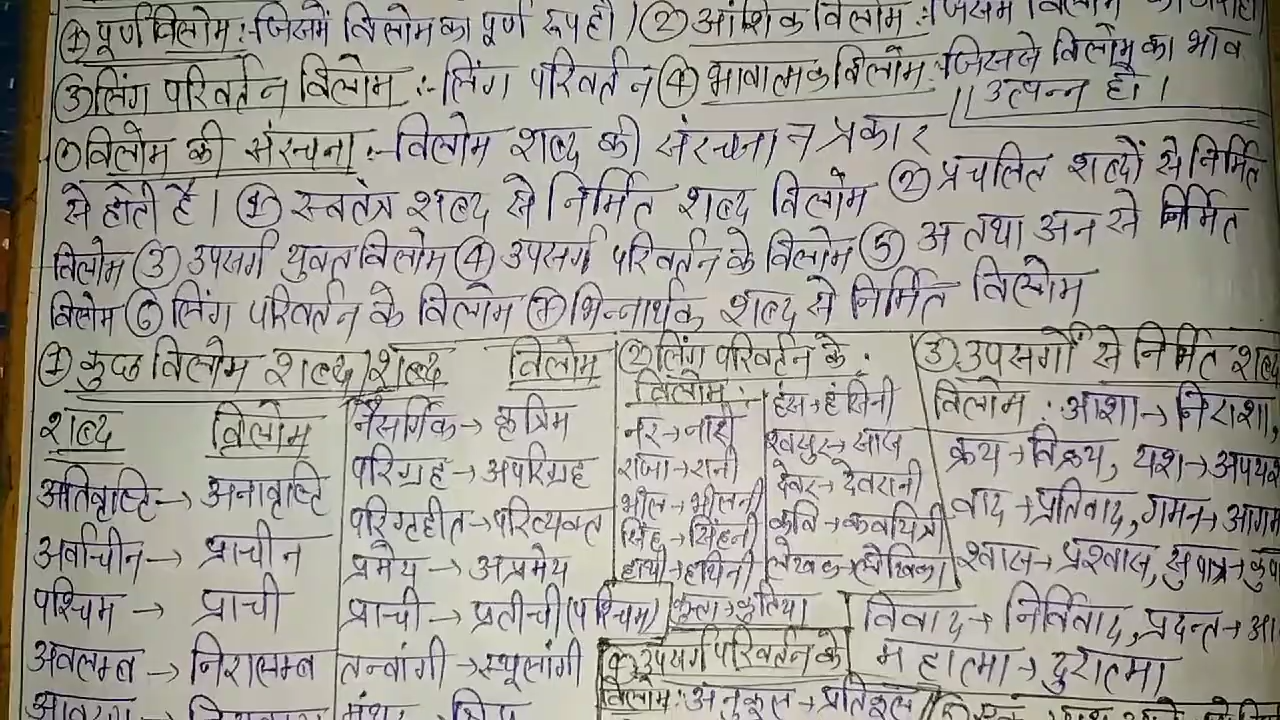 ① पूर्ण विलोम :- जिसमें विलोम का पूर्ण रूप हो। ② आंशिक विलोम :- जिसमें विलोम का
③ लिंग परिवर्तन विलोम :- लिंग परिवर्तन ④ भावात्मक विलोम :- जिससे विलोम का भाव
उत्पन्न हो।
विलोम की संरचना :- विलोम शब्द की संरचना न प्रकार
से होती है। ① स्वतंत्र शब्द से निर्मित शब्द विलोम ② प्रचलित शब्दों से निर्मित
विलोम ③ उपसर्ग युक्त विलोम ④ उपसर्ग परिवर्तन के विलोम ⑤ अ तथा अन से निर्मित
विलोम ⑥ लिंग परिवर्तन के विलोम ⑦ भिन्नार्थक शब्द से निर्मित विलोम
① कुछ विलोम शब्द
शब्द विलोम
अतिवृष्टि → अनावृष्टि
अर्वाचीन → प्राचीन
पश्चिम → प्राची
अवलम्ब → निरालम्ब
शब्द विलोम
नैसर्गिक → कृत्रिम
परिग्रह → अपरिग्रह
परिगृहीत → परित्यक्त
प्रमेय → अप्रमेय
प्राची → प्रतीची (पश्चिम)
तन्वांगी → स्थूलांगी
② लिंग परिवर्तन के
विलोम :-
नर → नारी
राजा → रानी
भील → भीलनी
सिंह → सिंहनी
हाथी → हथिनी
हंस → हंसिनी
श्वसुर → सास
देवर → देवरानी
कवि → कवयित्री
लेखक → लेखिका
कुत्ता → कुतिया
③ उपसर्गों से निर्मित शब्द
विलोम : आशा → निराशा,
क्रय → विक्रय, यश → अपयश
वाद → प्रतिवाद, गमन → आगम
श्वास → प्रश्वास, सुपात्र → कुपा
विवाद → निर्विवाद, प्रदन्त → आ
महात्मा → दुरात्मा
उपसर्ग परिवर्तन के
विलोम : अनुकूल → प्रतिकूल